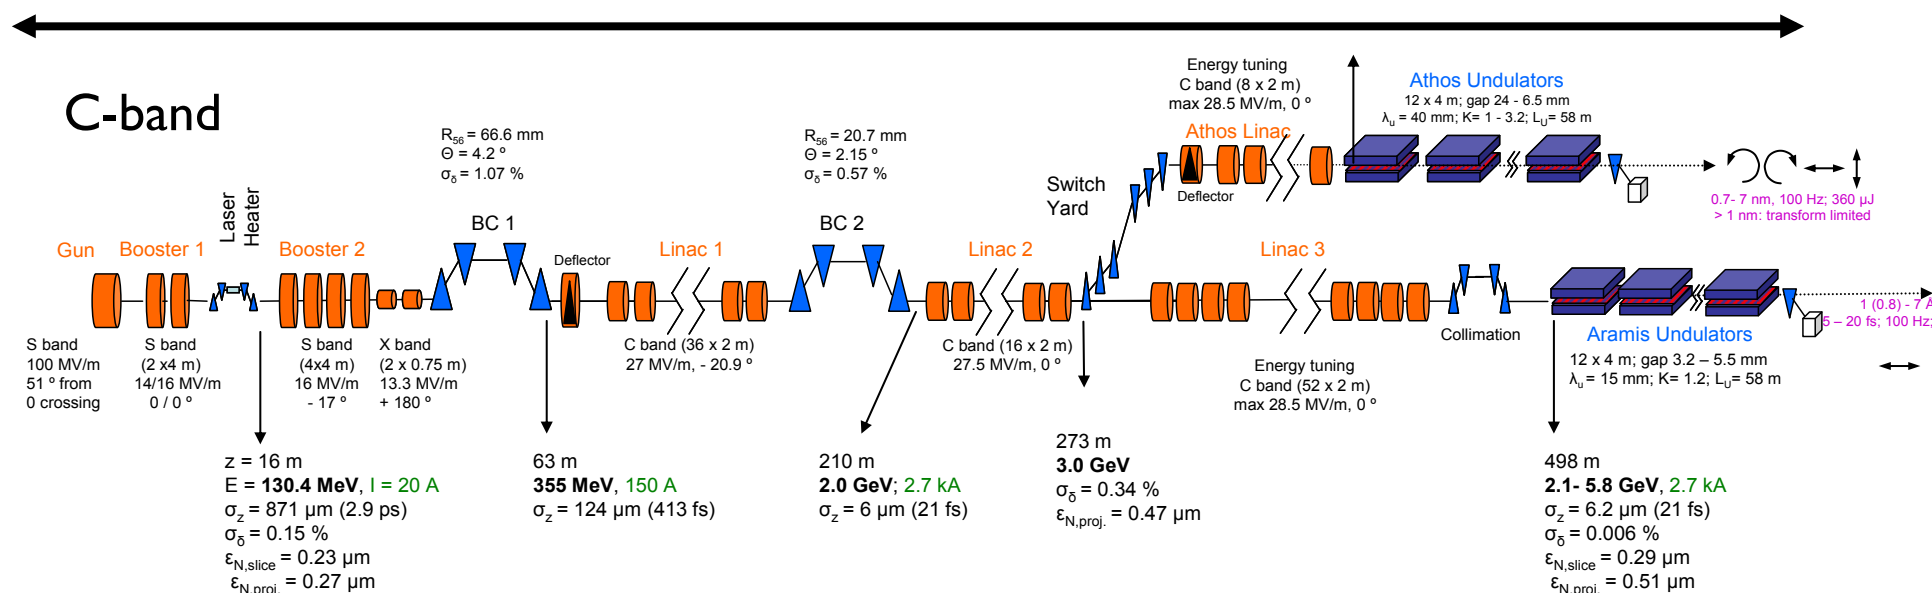 C-band
Energy tuning
C band (8 x 2 m)
max 28.5 MV/m, 0 º
Athos Linac
Deflector
Athos Undulators
12 x 4 m; gap 24 - 6.5 mm
λu = 40 mm; K= 1 - 3.2; LU= 58 m
0.7- 7 nm, 100 Hz; 360 µJ
> 1 nm: transform limited
R56 = 66.6 mm
Θ = 4.2 º
σδ = 1.07 %
R56 = 20.7 mm
Θ = 2.15 º
σδ = 0.57 %
Switch
Yard
Gun
Booster 1
Laser
Heater
Booster 2
BC 1
Deflector
Linac 1
BC 2
Linac 2
Linac 3
Collimation
Aramis Undulators
12 x 4 m; gap 3.2 – 5.5 mm
λu = 15 mm; K= 1.2; LU= 58 m
1 (0.8) - 7 Å
5 – 20 fs; 100 Hz;
S band
100 MV/m
51 º from
0 crossing
S band
(2 x4 m)
14/16 MV/m
0 / 0 º
S band
(4x4 m)
16 MV/m
- 17 º
X band
(2 x 0.75 m)
13.3 MV/m
+ 180 º
C band (36 x 2 m)
27 MV/m, - 20.9 º
C band (16 x 2 m)
27.5 MV/m, 0 º
Energy tuning
C band (52 x 2 m)
max 28.5 MV/m, 0 º
z = 16 m
E = 130.4 MeV, I = 20 A
σz = 871 µm (2.9 ps)
σδ = 0.15 %
εN,slice = 0.23 µm
εN,proj. = 0.27 µm
63 m
355 MeV, 150 A
σz = 124 µm (413 fs)
210 m
2.0 GeV; 2.7 kA
σz = 6 µm (21 fs)
273 m
3.0 GeV
σδ = 0.34 %
εN,proj. = 0.47 µm
498 m
2.1- 5.8 GeV, 2.7 kA
σz = 6.2 µm (21 fs)
σδ = 0.006 %
εN,slice = 0.29 µm
εN,proj. = 0.51 µm